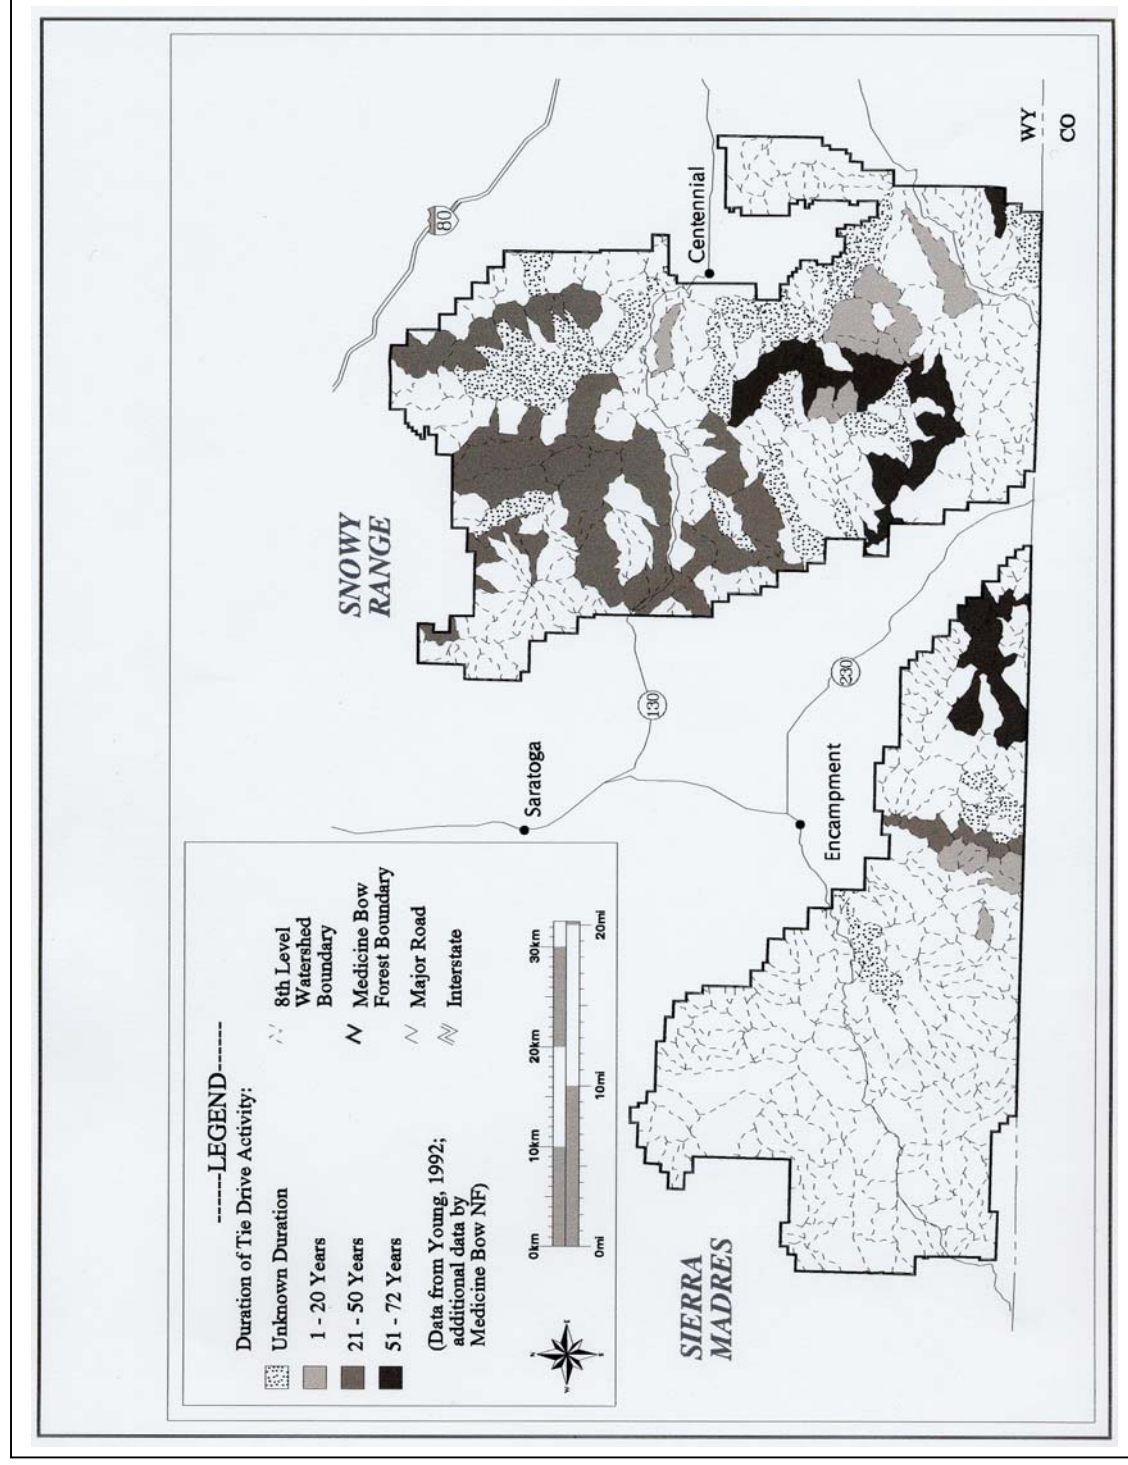 80
Centennial
WY
CO
SNOWY
RANGE
130
230
Saratoga
Encampment
SIERRA
MADRES
------LEGEND------
Duration of Tie Drive Activity:
Unknown Duration
1 - 20 Years
21 - 50 Years
51 - 72 Years
(Data from Young, 1992;
additional data by
Medicine Bow NF)
8th Level
Watershed
Boundary
Medicine Bow
Forest Boundary
Major Road
Interstate
0km
10km
20km
30km
0mi
10mi
20mi
N
W
S